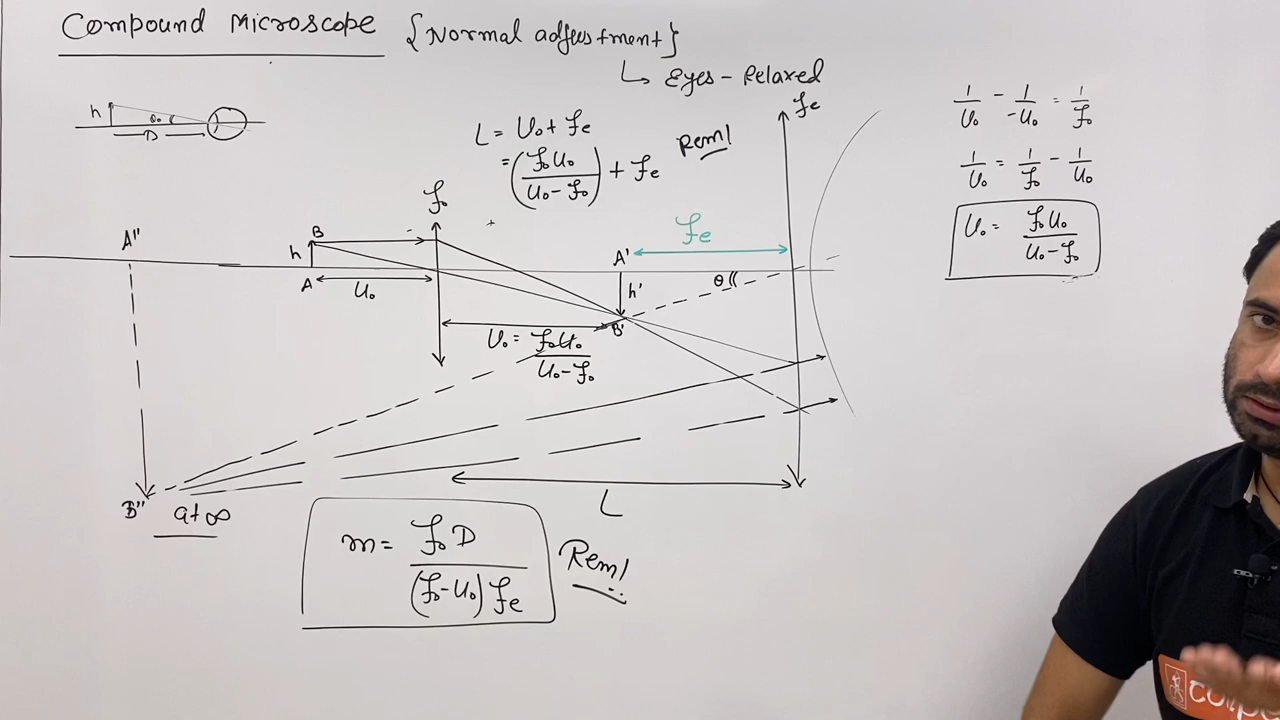 Compound Microscope {Normal adjustment}
↳ Eyes - Relaxed
h θ₀ D
L = v₀ + fe
= (f₀u₀ / (u₀ - f₀)) + fe Rem!
1/v₀ - 1/-u₀ = 1/f₀
1/v₀ = 1/f₀ - 1/u₀
v₀ = f₀u₀ / (u₀ - f₀)
fe
f₀
A"
B
h
A
u₀
A'
fe
h'
θ
B'
v₀ = f₀u₀ / (u₀ - f₀)
L
B" at ∞
m = f₀D / ((f₀ - u₀) fe) Rem!